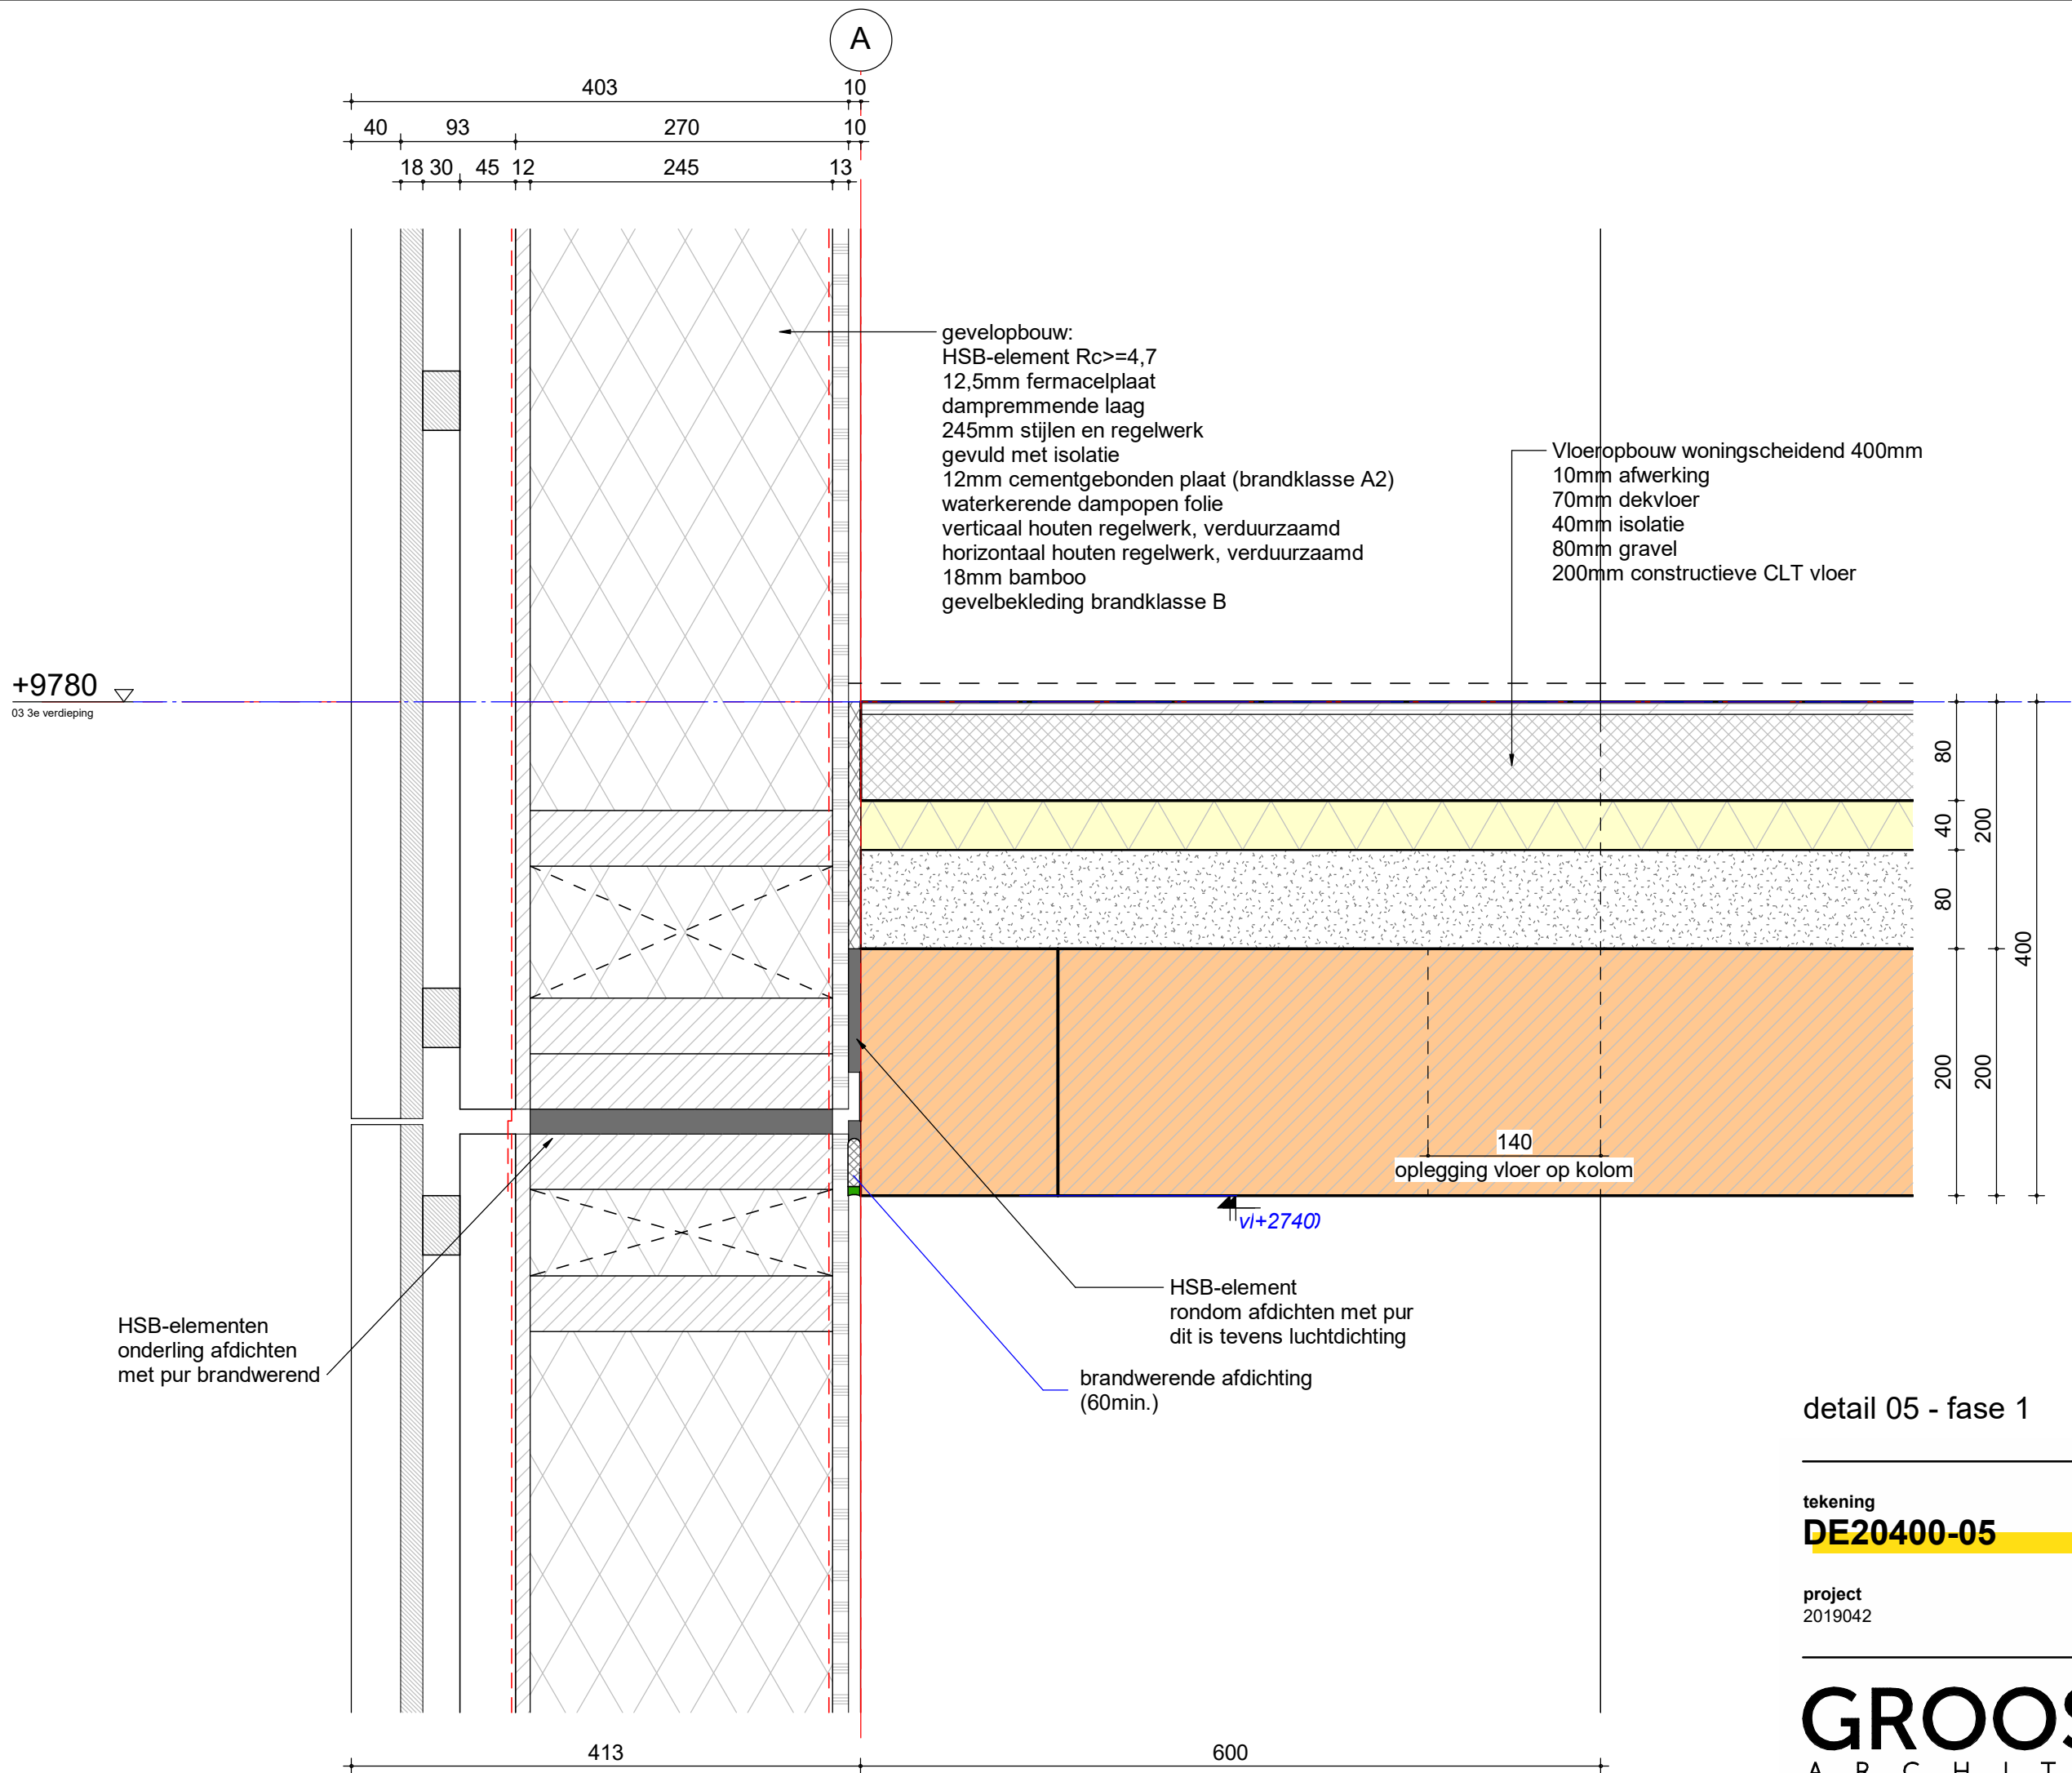 A
403
10
40
93
270
10
18
30
45
12
245
13
gevelopbouw:
HSB-element Rc>=4,7
12,5mm fermacelplaat
dampremmende laag
245mm stijlen en regelwerk
gevuld met isolatie
12mm cementgebonden plaat (brandklasse A2)
waterkerende dampopen folie
verticaal houten regelwerk, verduurzaamd
horizontaal houten regelwerk, verduurzaamd
18mm bamboo
gevelbekleding brandklasse B
Vloeropbouw woningscheidend 400mm
10mm afwerking
70mm dekvloer
40mm isolatie
80mm gravel
200mm constructieve CLT vloer
+9780
03 3e verdieping
80
40
200
80
400
200
200
140
oplegging vloer op kolom
vl+2740
HSB-element
rondom afdichten met pur
dit is tevens luchtdichting
HSB-elementen
onderling afdichten
met pur brandwerend
brandwerende afdichting
(60min.)
detail 05 - fase 1
tekening
DE20400-05
project
2019042
GROOS
ARCHIT
413
600